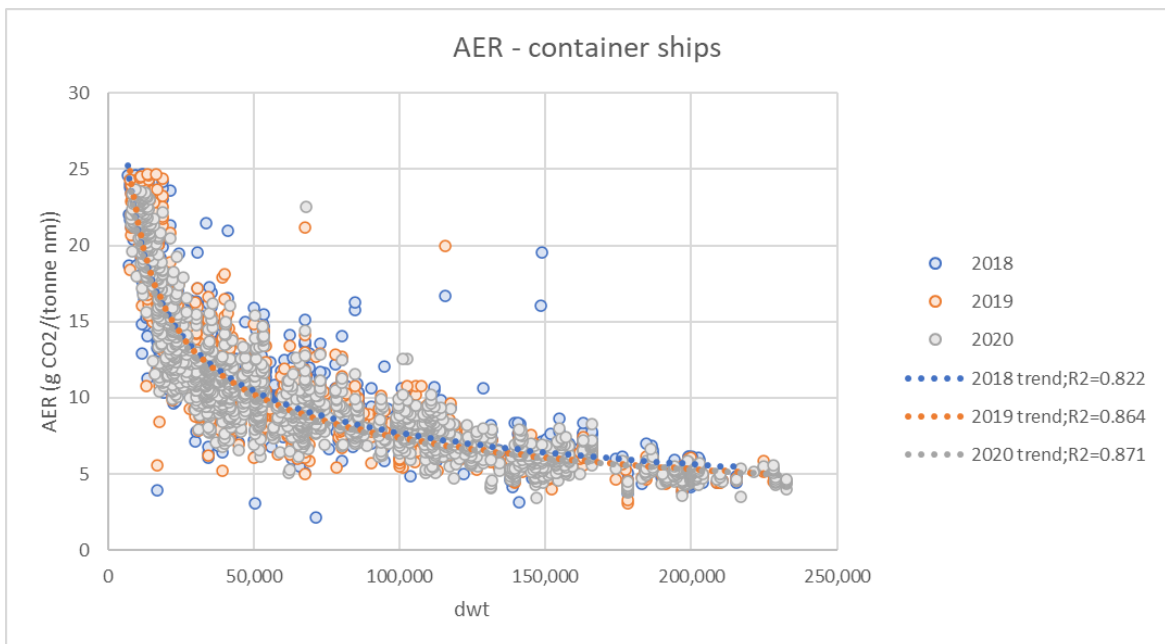 AER - container ships
AER (g CO2/(tonne nm))
30
25
20
15
10
5
0
0
50,000
100,000
150,000
200,000
250,000
dwt
2018
2019
2020
2018 trend;R2=0.822
2019 trend;R2=0.864
2020 trend;R2=0.871